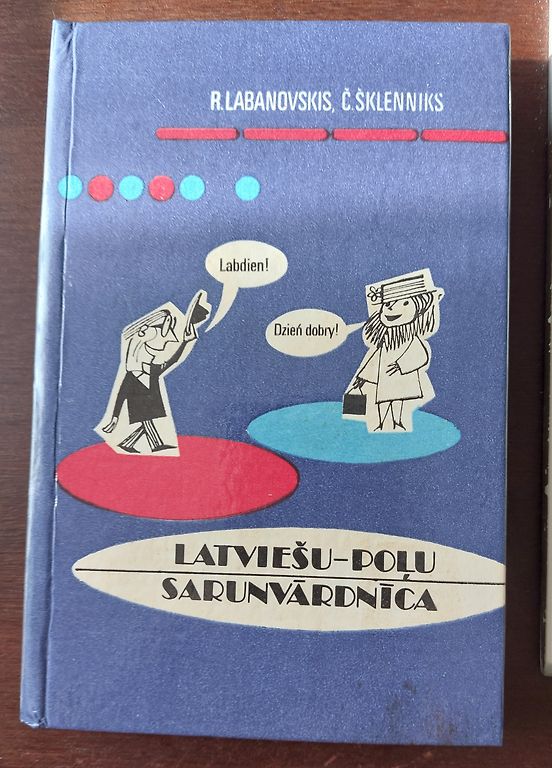 R.LABANOVSKIS, Č.ŠKLENNIKS
Labdien!
Dzień dobry!
LATVIEŠU-POĻU
SARUNVĀRDNĪCA